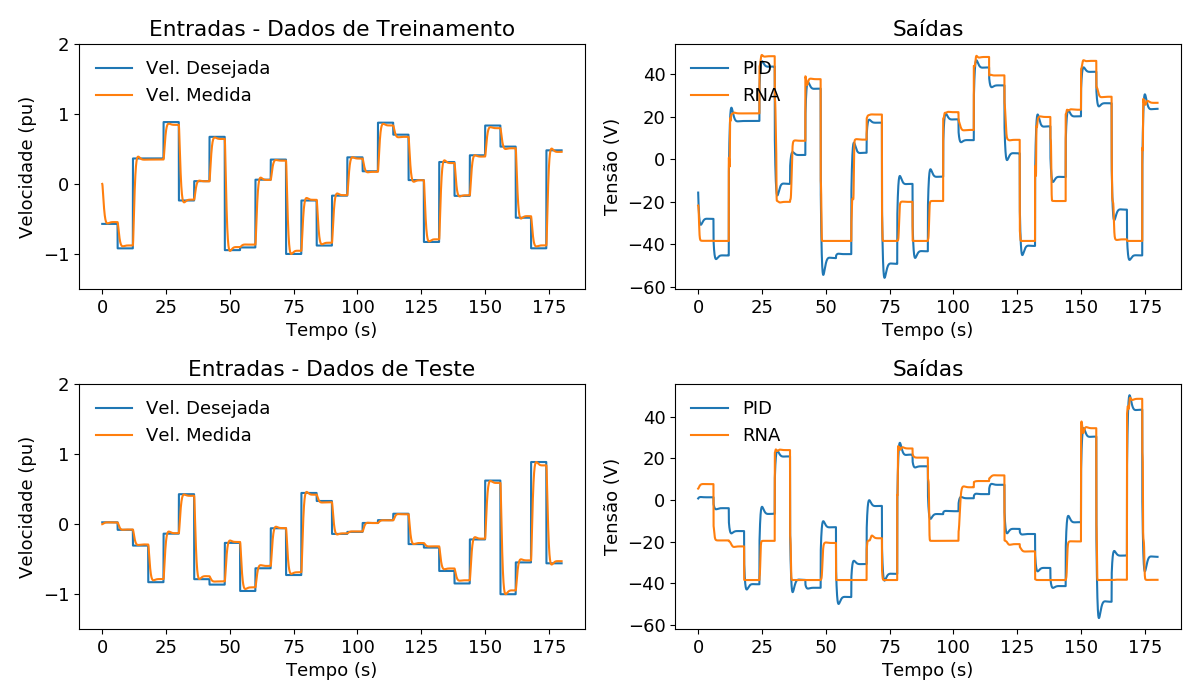 Entradas - Dados de Treinamento
Vel. Desejada
Vel. Medida
Velocidade (pu)
2
1
0
−1
0 25 50 75 100 125 150 175
Tempo (s)
Saídas
PID
RNA
Tensão (V)
40
20
0
−20
−40
−60
0 25 50 75 100 125 150 175
Tempo (s)
Entradas - Dados de Teste
Vel. Desejada
Vel. Medida
Velocidade (pu)
2
1
0
−1
0 25 50 75 100 125 150 175
Tempo (s)
Saídas
PID
RNA
Tensão (V)
40
20
0
−20
−40
−60
0 25 50 75 100 125 150 175
Tempo (s)